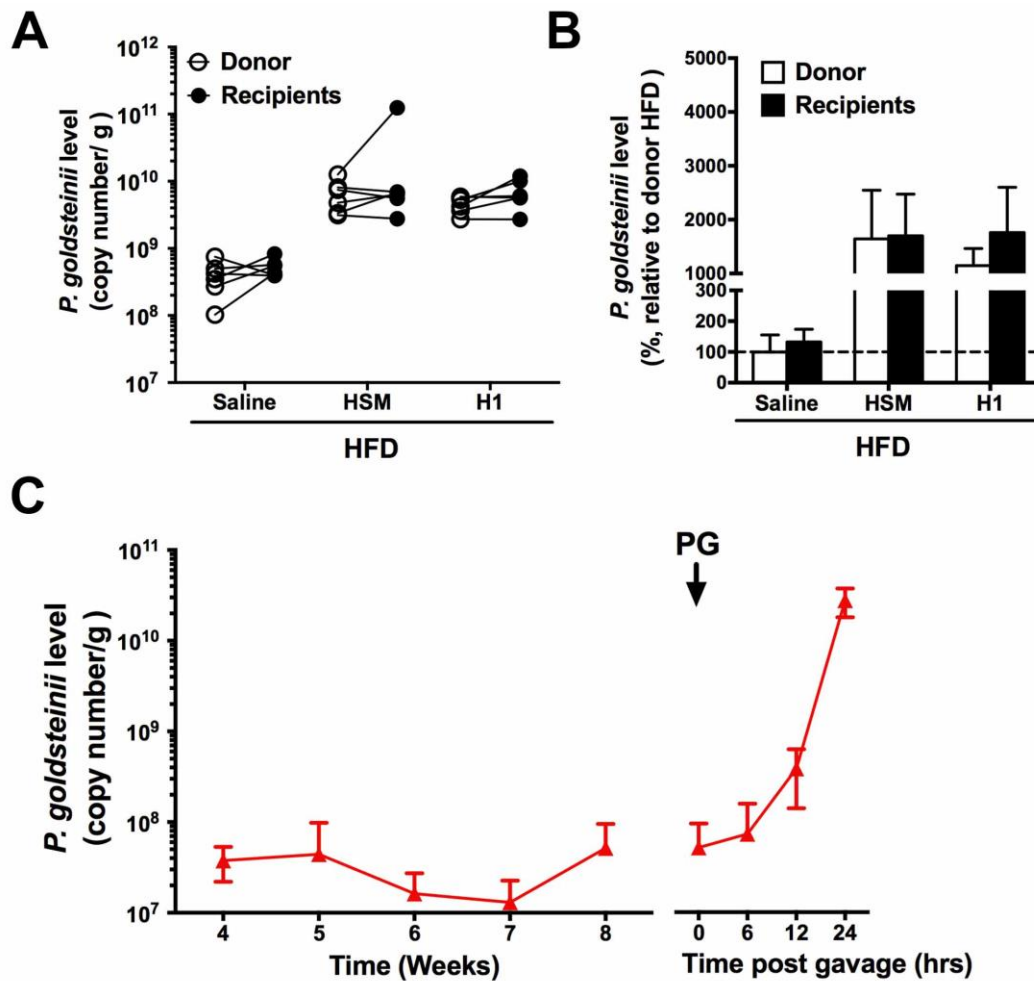 A
B
10¹²
10¹¹
10¹⁰
10⁹
10⁸
10⁷
P. goldsteinii level
(copy number/ g)
Donor
Recipients
Saline
HSM
H1
HFD
5000
4000
3000
2000
1000
300
200
100
0
P. goldsteinii level
(%, relative to donor HFD )
Donor
Recipients
Saline
HSM
H1
HFD
C
10¹¹
10¹⁰
10⁹
10⁸
10⁷
P. goldsteinii level
(copy number/g)
PG
4
5
6
7
8
Time (Weeks)
0
6
12
24
Time post gavage (hrs)